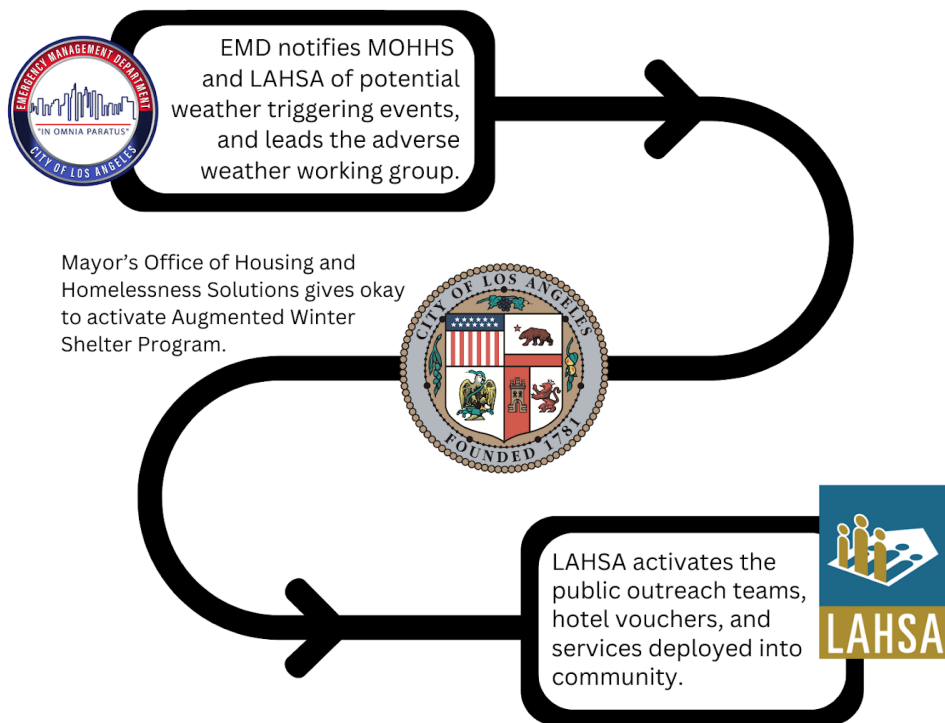 EMERGENCY MANAGEMENT DEPARTMENT
"IN OMNIA PARATUS"
CITY OF LOS ANGELES
EMD notifies MOHHS
and LAHSA of potential
weather triggering events,
and leads the adverse
weather working group.
Mayor’s Office of Housing and
Homelessness Solutions gives okay
to activate Augmented Winter
Shelter Program.
CITY OF LOS ANGELES
FOUNDED 1781
LAHSA activates the
public outreach teams,
hotel vouchers, and
services deployed into
community.
LAHSA